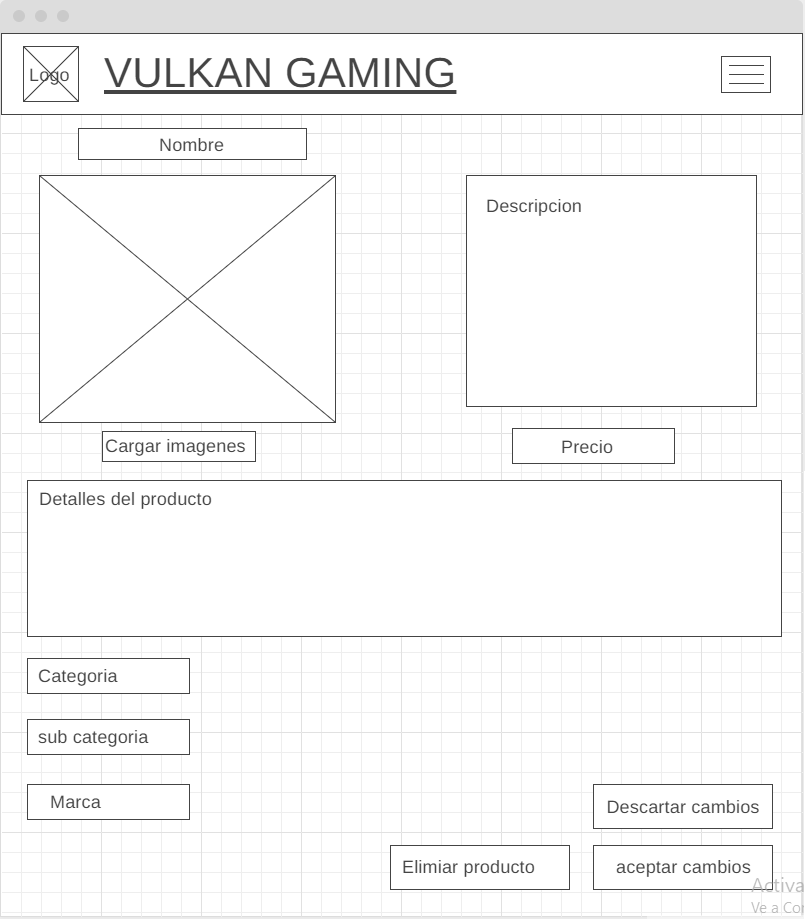 Logo
VULKAN GAMING
Nombre
Descripcion
Cargar imagenes
Precio
Detalles del producto
Categoria
sub categoria
Marca
Descartar cambios
Elimiar producto
aceptar cambios
Activa
Ve a Con